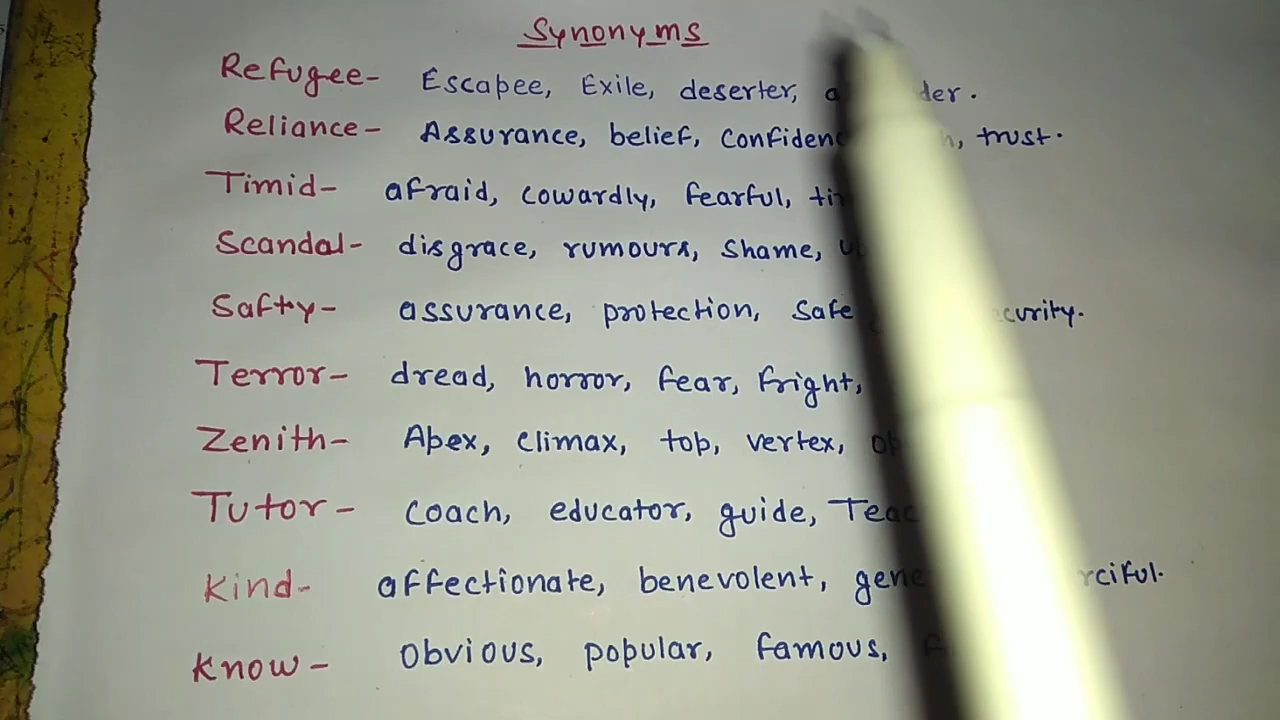 Synonyms
Refugee- Escapee, Exile, deserter,
Reliance- Assurance, belief, Confidenc trust.
Timid- afraid, cowardly, fearful,
Scandal- disgrace, rumours, Shame,
Safty- assurance, protection, Safe
Terror- dread, horror, fear, fright,
Zenith- Apex, climax, top, vertex,
Tutor- coach, educator, guide,
Kind- affectionate, benevolent,
Know- obvious, popular, famous,